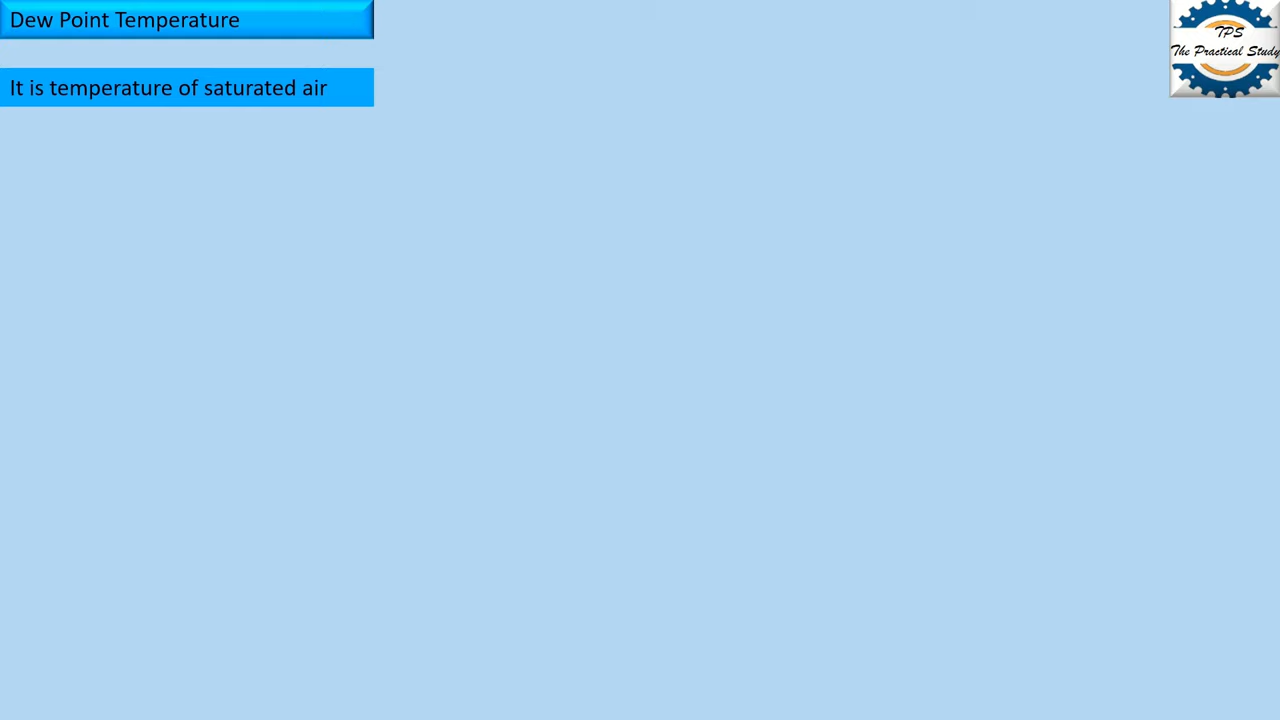 Dew Point Temperature
TPS
The Practical Study
It is temperature of saturated air